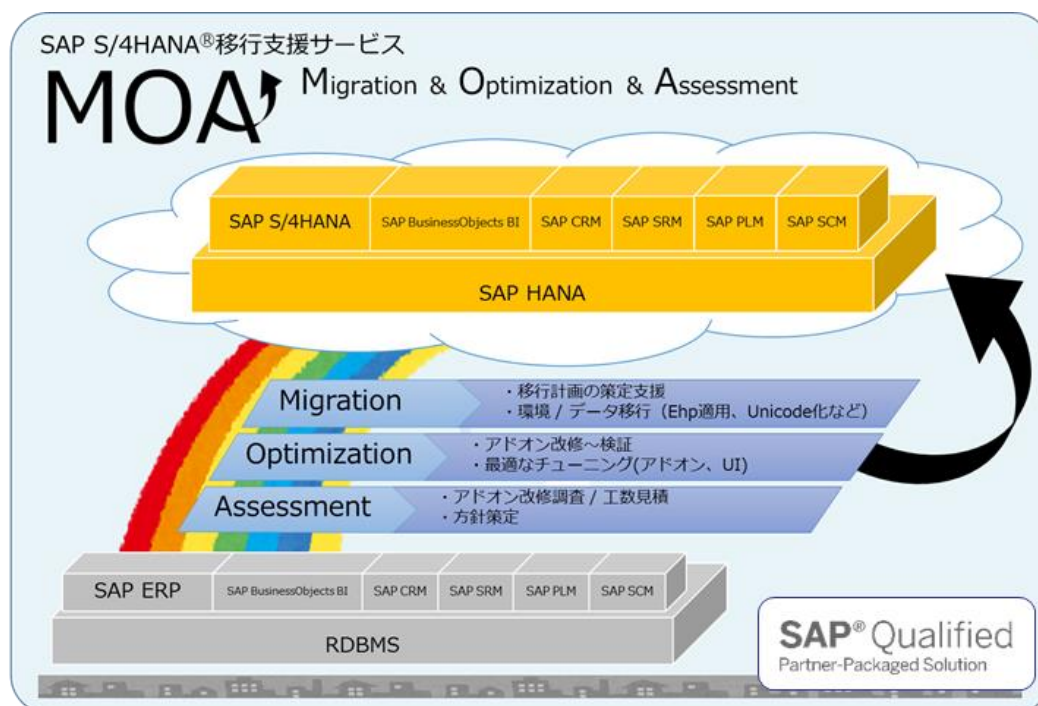 SAP S/4HANA®移行支援サービス
MOA Migration & Optimization & Assessment
SAP S/4HANA
SAP BusinessObjects BI
SAP CRM
SAP SRM
SAP PLM
SAP SCM
SAP HANA
Migration
・移行計画の策定支援
・環境 / データ移行（Ehp適用、Unicode化など）
Optimization
・アドオン改修～検証
・最適なチューニング(アドオン、UI)
Assessment
・アドオン改修調査 / 工数見積
・方針策定
SAP ERP
SAP BusinessObjects BI
SAP CRM
SAP SRM
SAP PLM
SAP SCM
RDBMS
SAP® Qualified
Partner-Packaged Solution